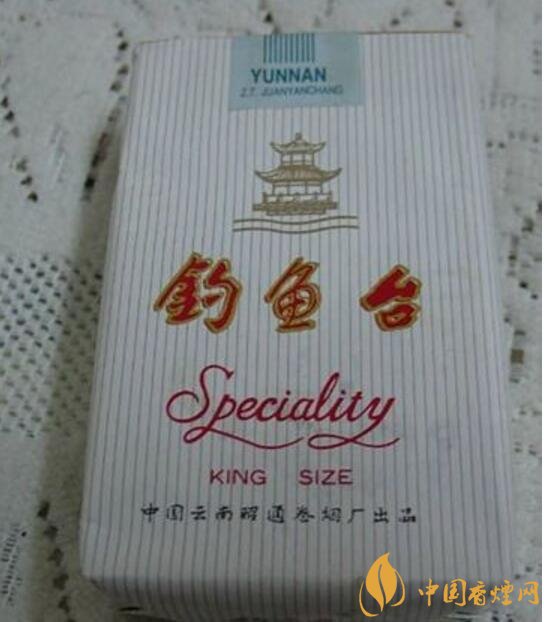 YUNNAN
Z.T. JUANYANCHANG
钓鱼台
Speciality
KING SIZE
中国云南昭通卷烟厂出品
中国香烟网